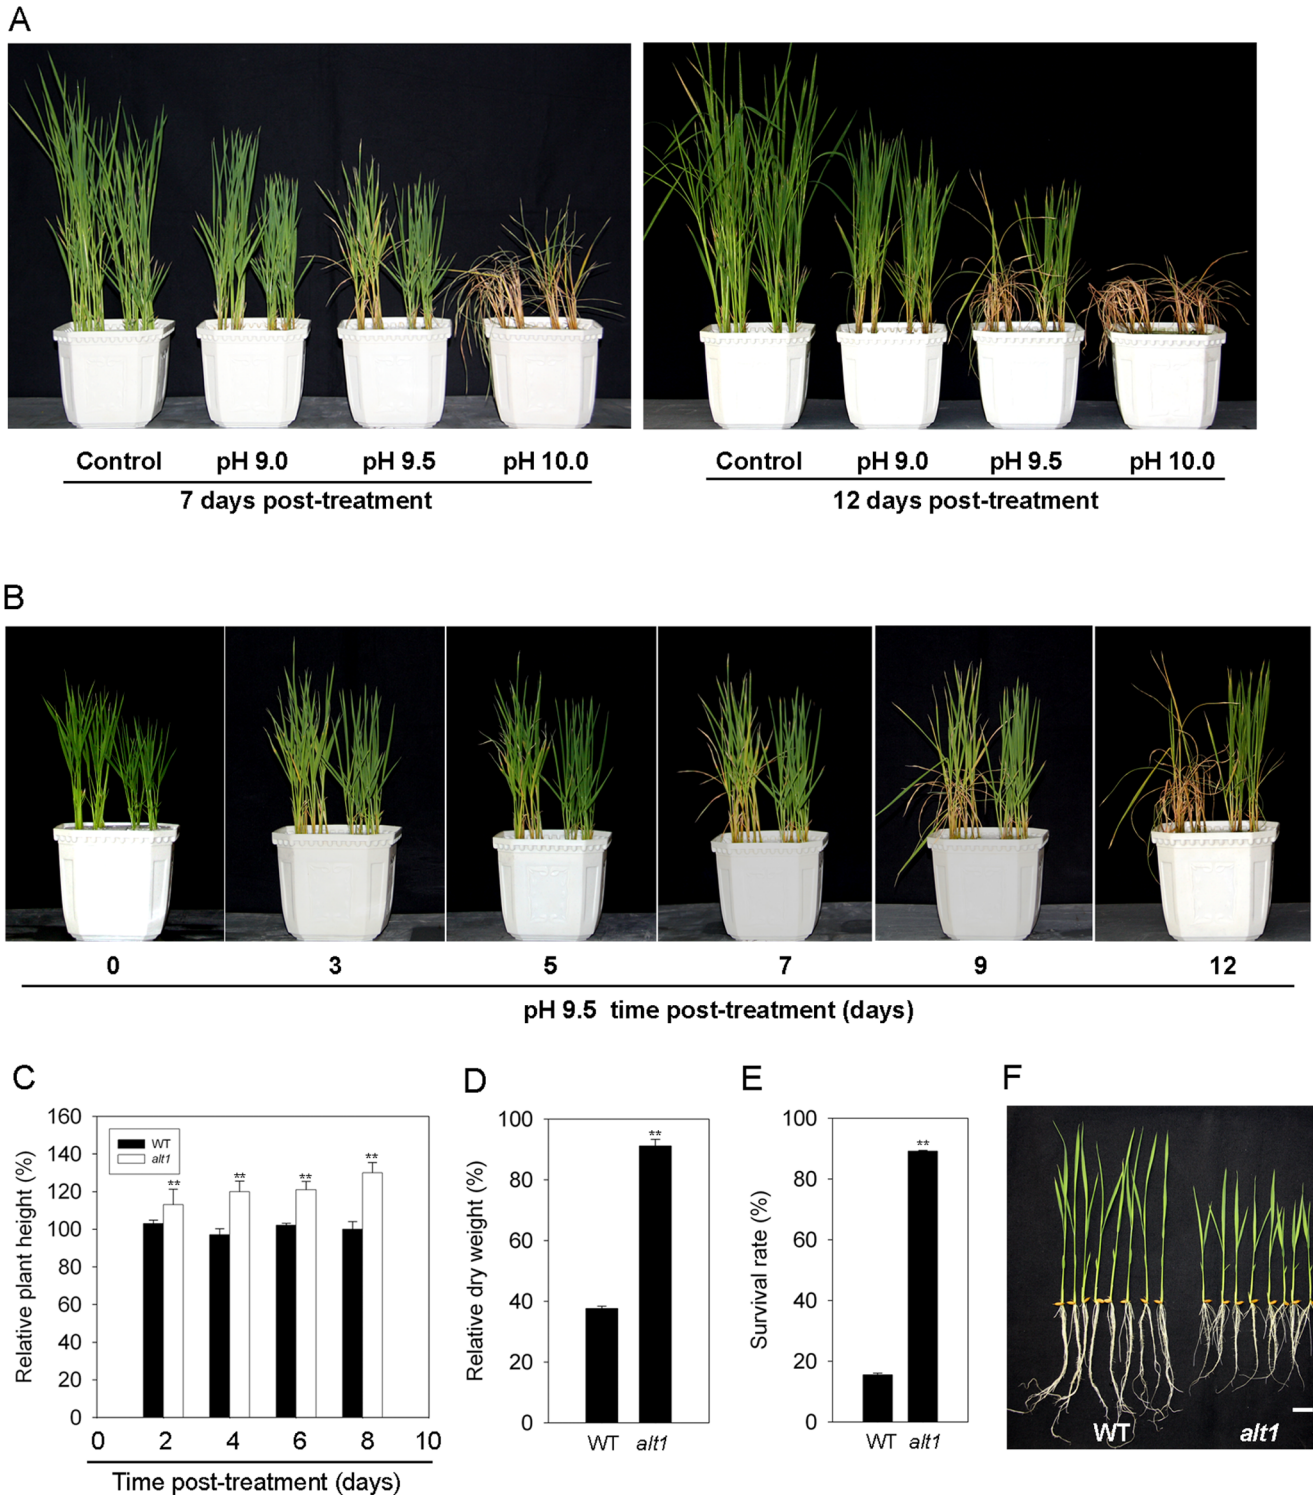 A
Control pH 9.0 pH 9.5 pH 10.0
7 days post-treatment
Control pH 9.0 pH 9.5 pH 10.0
12 days post-treatment
B
0 3 5 7 9 12
pH 9.5 time post-treatment (days)
C
Relative plant height (%)
160
140
120
100
80
60
40
20
0
WT
alt1
** ** ** **
0 2 4 6 8 10
Time post-treatment (days)
D
Relative dry weight (%)
100
80
60
40
20
0
**
WT alt1
E
Survival rate (%)
100
80
60
40
20
0
**
WT alt1
F
WT alt1